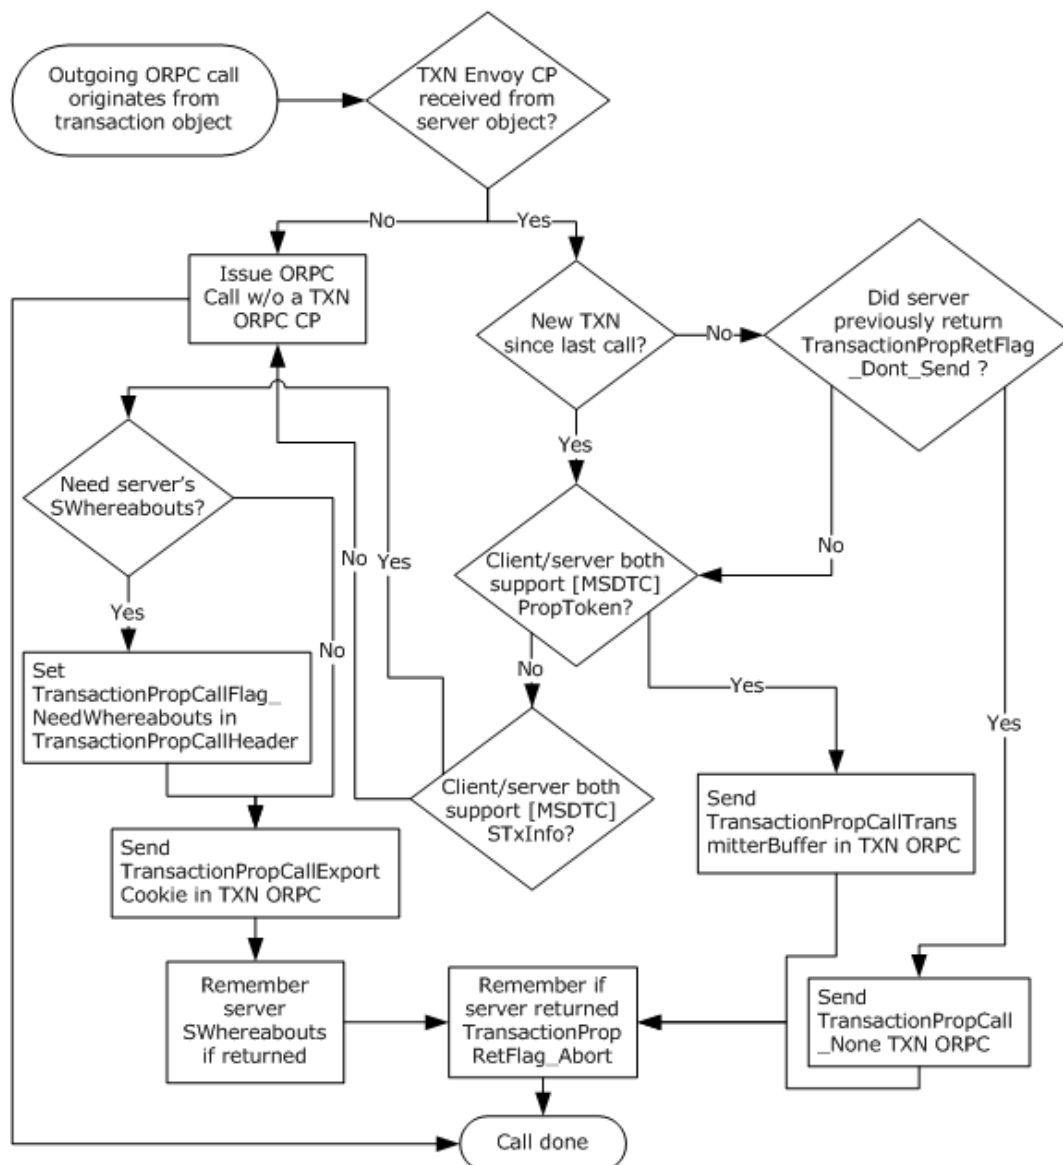 Outgoing ORPC call
originates from
transaction object
TXN Envoy CP
received from
server object?
No
Yes
Issue ORPC
Call w/o a TXN
ORPC CP
New TXN
since last call?
No
Did server
previously return
TransactionPropRetFlag
_Dont_Send ?
Yes
Need server's
SWhereabouts?
No
Yes
Client/server both
support [MSDTC]
PropToken?
No
Yes
No
Set
TransactionPropCallFlag_
NeedWhereabouts in
TransactionPropCallHeader
No
Yes
Yes
Client/server both
support [MSDTC]
STxInfo?
Send
TransactionPropCallTrans
mitterBuffer in TXN ORPC
Send
TransactionPropCallExport
Cookie in TXN ORPC
Remember
server
SWhereabouts
if returned
Remember if
server returned
TransactionProp
RetFlag_Abort
Send
TransactionPropCall
_None TXN ORPC
Call done